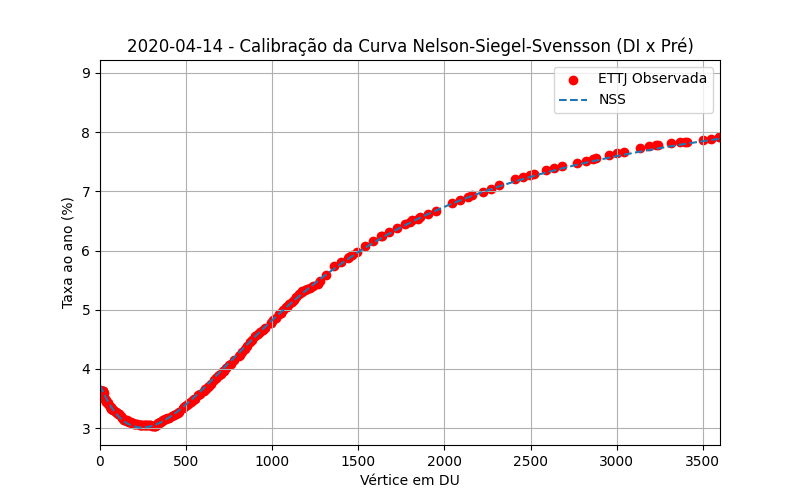 2020-04-14 - Calibração da Curva Nelson-Siegel-Svensson (DI x Pré)
ETTJ Observada
NSS
Taxa ao ano (%)
9
8
7
6
5
4
3
0 500 1000 1500 2000 2500 3000 3500
Vértice em DU